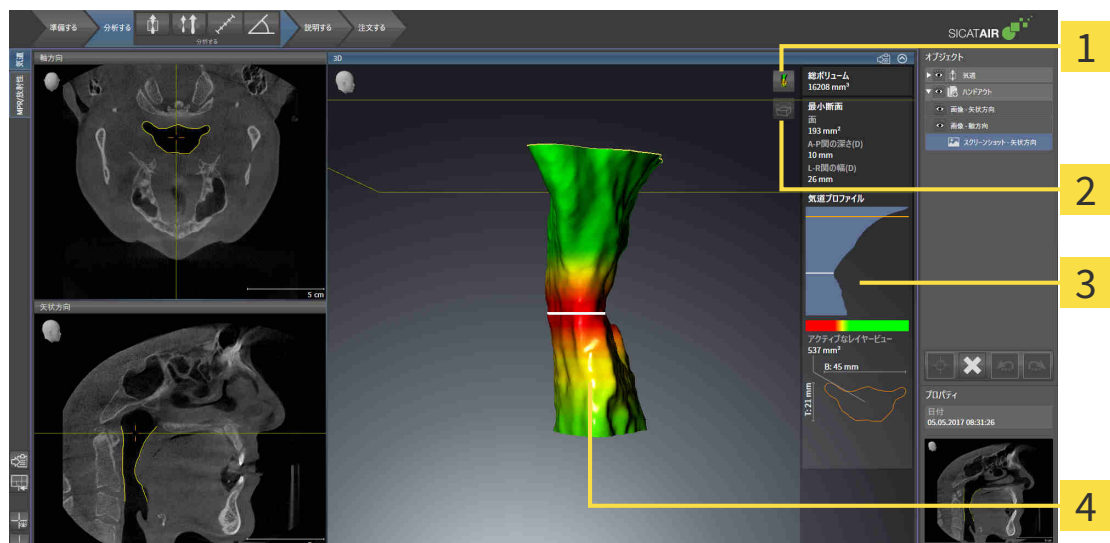 準備する
分析する
分析する
説明する
注文する
SICATAIR
1
気道
MPR/放射性
軸方向
5 cm
矢状方向
3D
総ボリューム
16208 mm³
最小断面
面
193 mm²
A-P間の深さ(D)
10 mm
L-R間の幅(D)
26 mm
気道プロファイル
アクティブなレイヤービュー
537 mm²
B: 45 mm
T: 21 mm
オブジェクト
気道
ハンドアウト
画像 - 矢状方向
画像 - 軸方向
スクリーンショット - 矢状方向
2
3
プロパティ
日付
05.05.2017 08:31:26
4